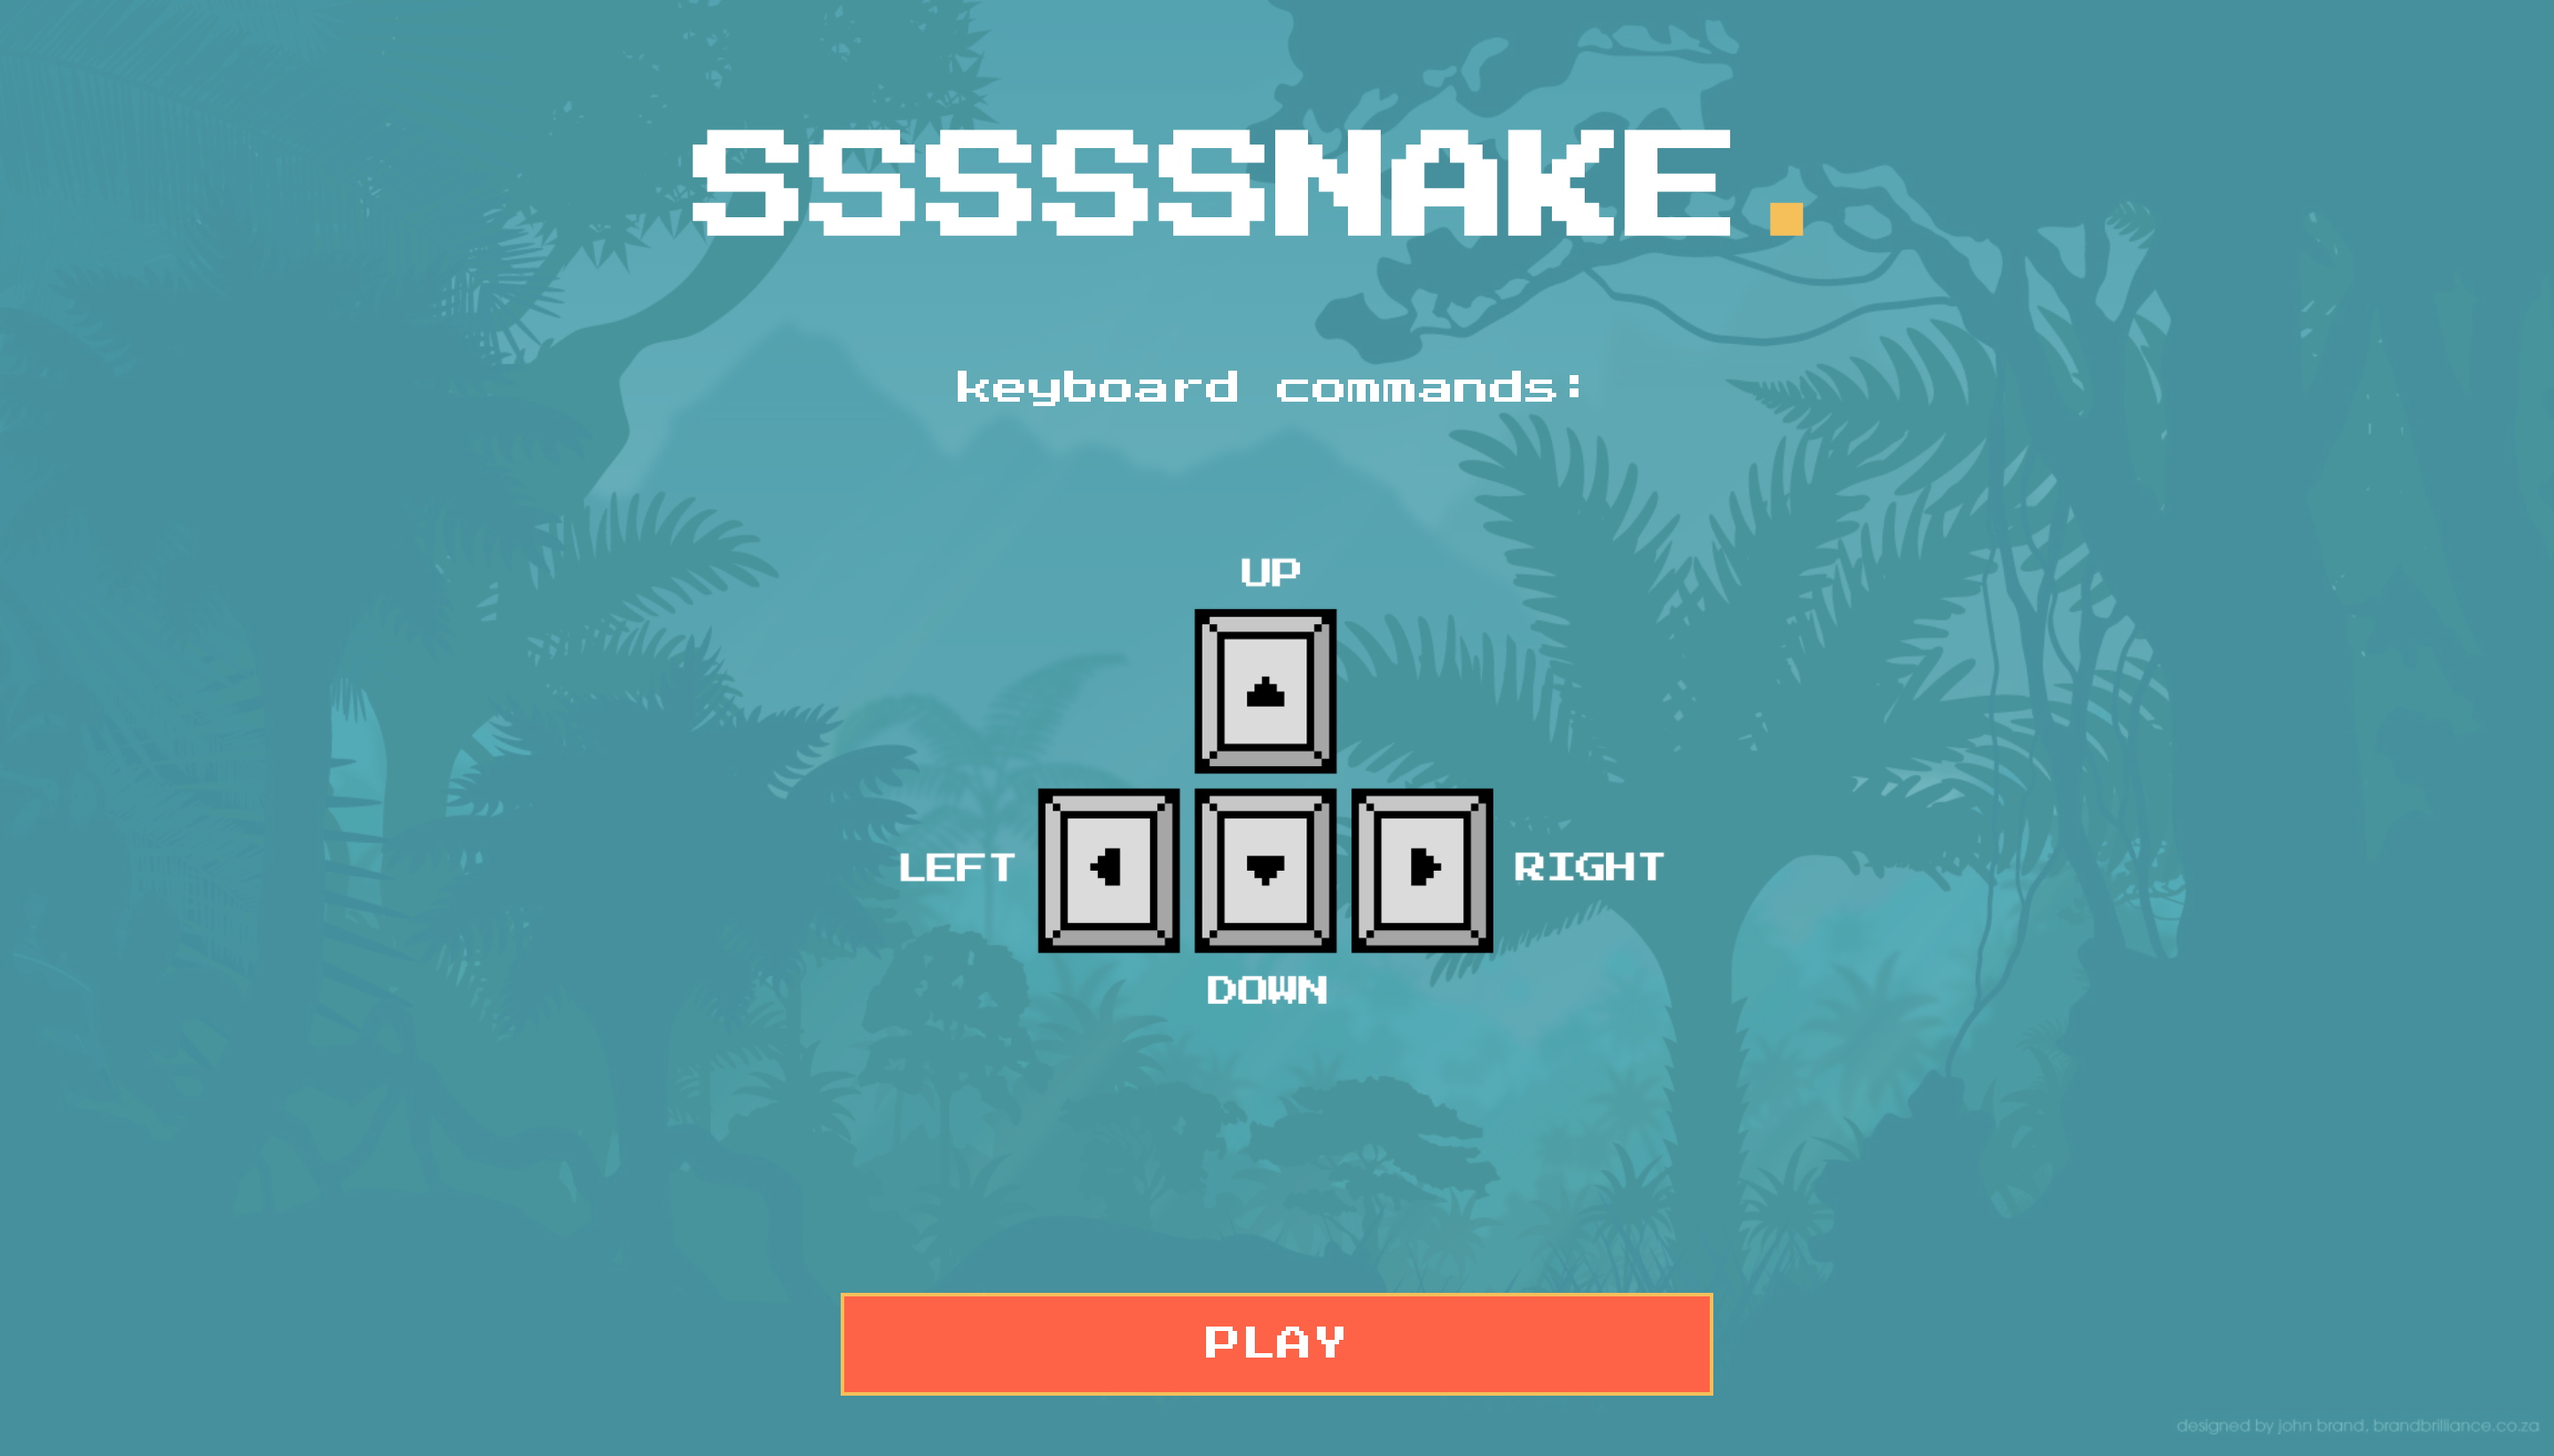 SSSSSNAKE.
keyboard commands:
UP
LEFT
RIGHT
DOWN
PLAY
designed by john brand, brandbrilliance.co.za